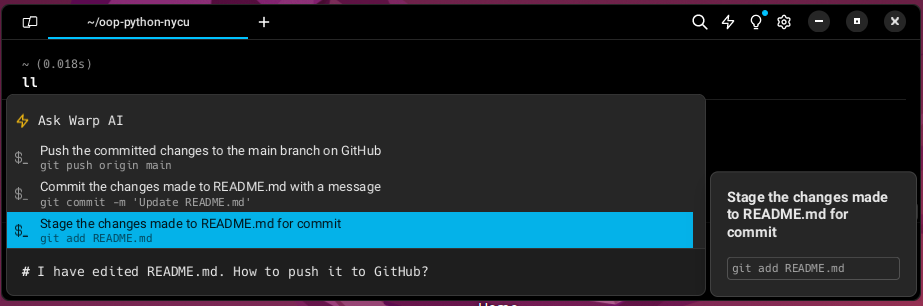 ~/oop-python-nycu
~ (0.018s)
ll
Ask Warp AI
$_ Push the committed changes to the main branch on GitHub
git push origin main
$_ Commit the changes made to README.md with a message
git commit -m 'Update README.md'
$_ Stage the changes made to README.md for commit
git add README.md
# I have edited README.md. How to push it to GitHub?
Stage the changes made
to README.md for
commit
git add README.md